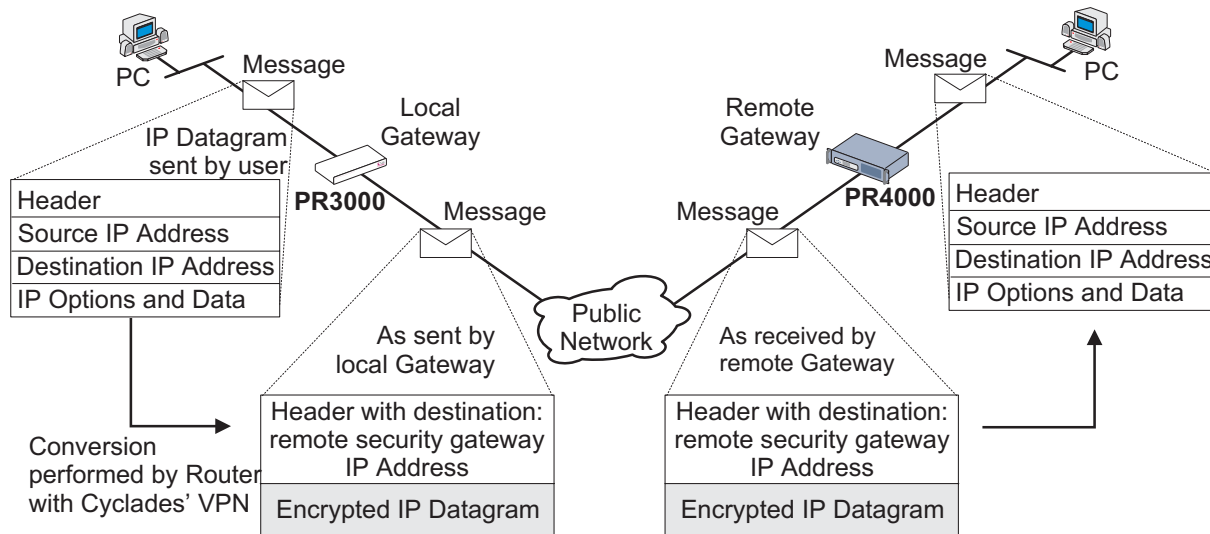 PC
Message
Local
Gateway
IP Datagram
sent by user
PR3000
Header
Source IP Address
Destination IP Address
IP Options and Data
Message
As sent by
local Gateway
Conversion
performed by Router
with Cyclades’ VPN
Header with destination:
remote security gateway
IP Address
Encrypted IP Datagram
Public
Network
PC
Message
Remote
Gateway
PR4000
Message
As received by
remote Gateway
Header with destination:
remote security gateway
IP Address
Encrypted IP Datagram
Header
Source IP Address
Destination IP Address
IP Options and Data